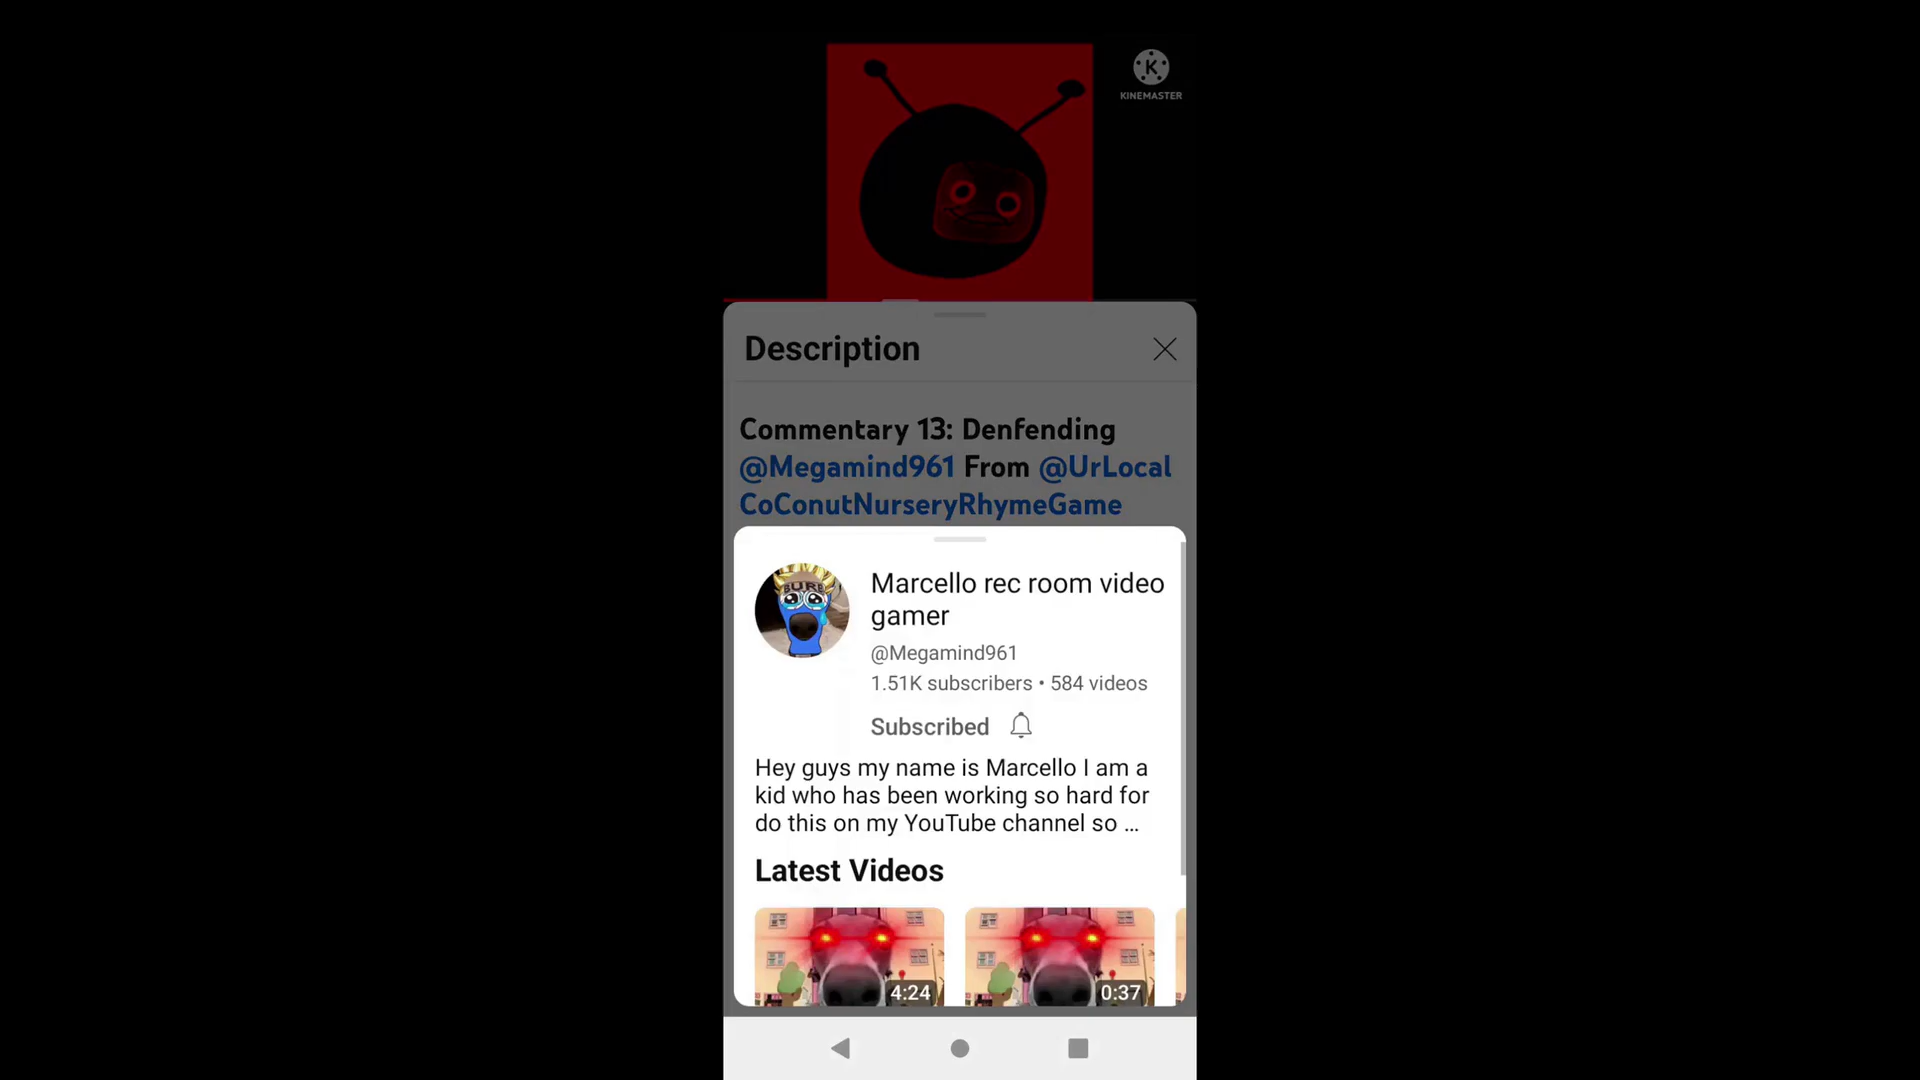 K
KINEMASTER
Description
Commentary 13: Denfending
@Megamind961 From @UrLocal
CoConutNurseryRhymeGame
BURB
Marcello rec room video
gamer
@Megamind961
1.51K subscribers • 584 videos
Subscribed
Hey guys my name is Marcello I am a
kid who has been working so hard for
do this on my YouTube channel so ...
Latest Videos
4:24
0:37